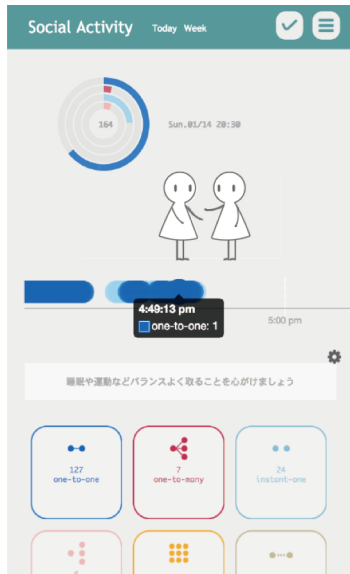 Social Activity Today Week
164
Sun.01/14 20:30
4:49:13 pm
one-to-one: 1
5:00 pm
睡眠や運動などバランスよく取ることを心がけましょう
127
one-to-one
7
one-to-many
24
instant-one